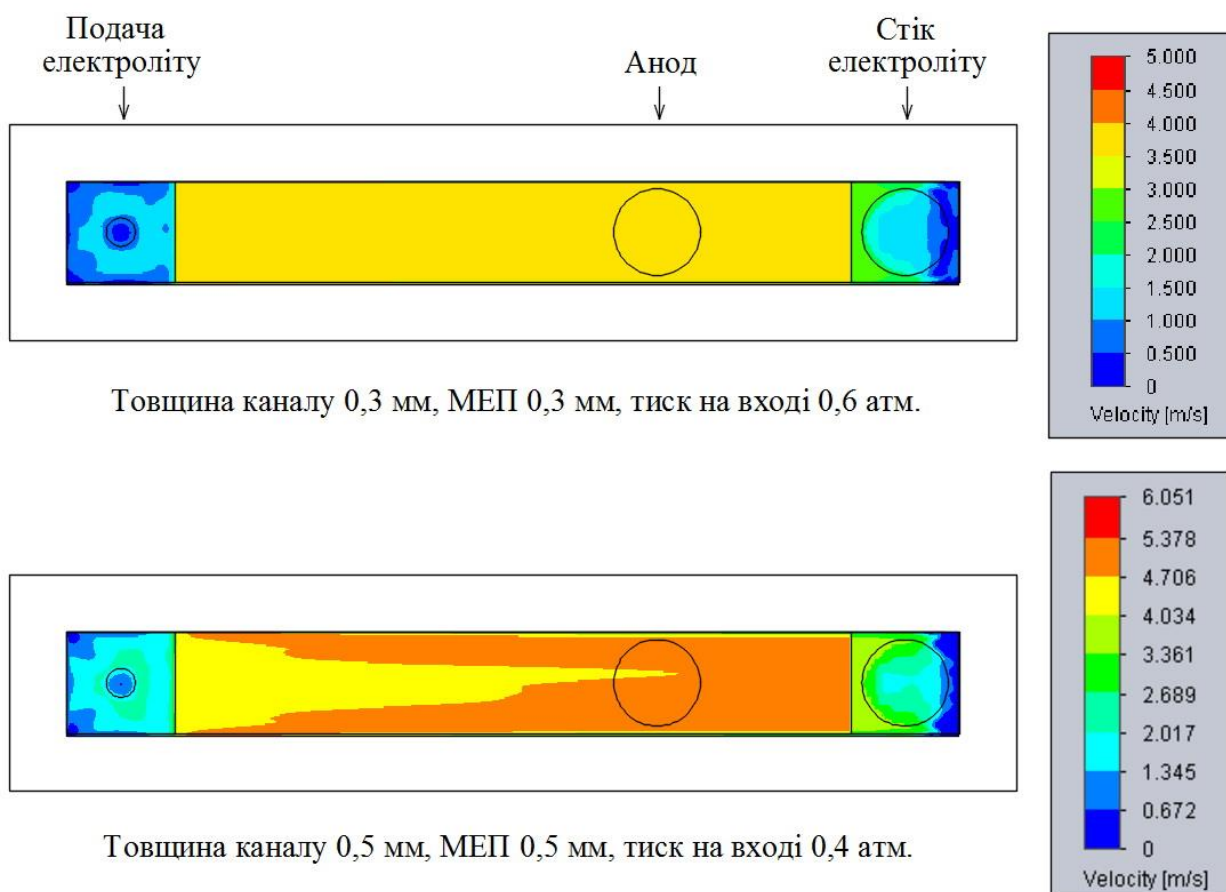 Подача
електроліту
Анод
Стік
електроліту
5.000
4.500
4.000
3.500
3.000
2.500
2.000
1.500
1.000
0.500
0
Velocity [m/s]
Товщина каналу 0,3 мм, МЕП 0,3 мм, тиск на вході 0,6 атм.
6.051
5.378
4.706
4.034
3.361
2.689
2.017
1.345
0.672
0
Velocity [m/s]
Товщина каналу 0,5 мм, МЕП 0,5 мм, тиск на вході 0,4 атм.